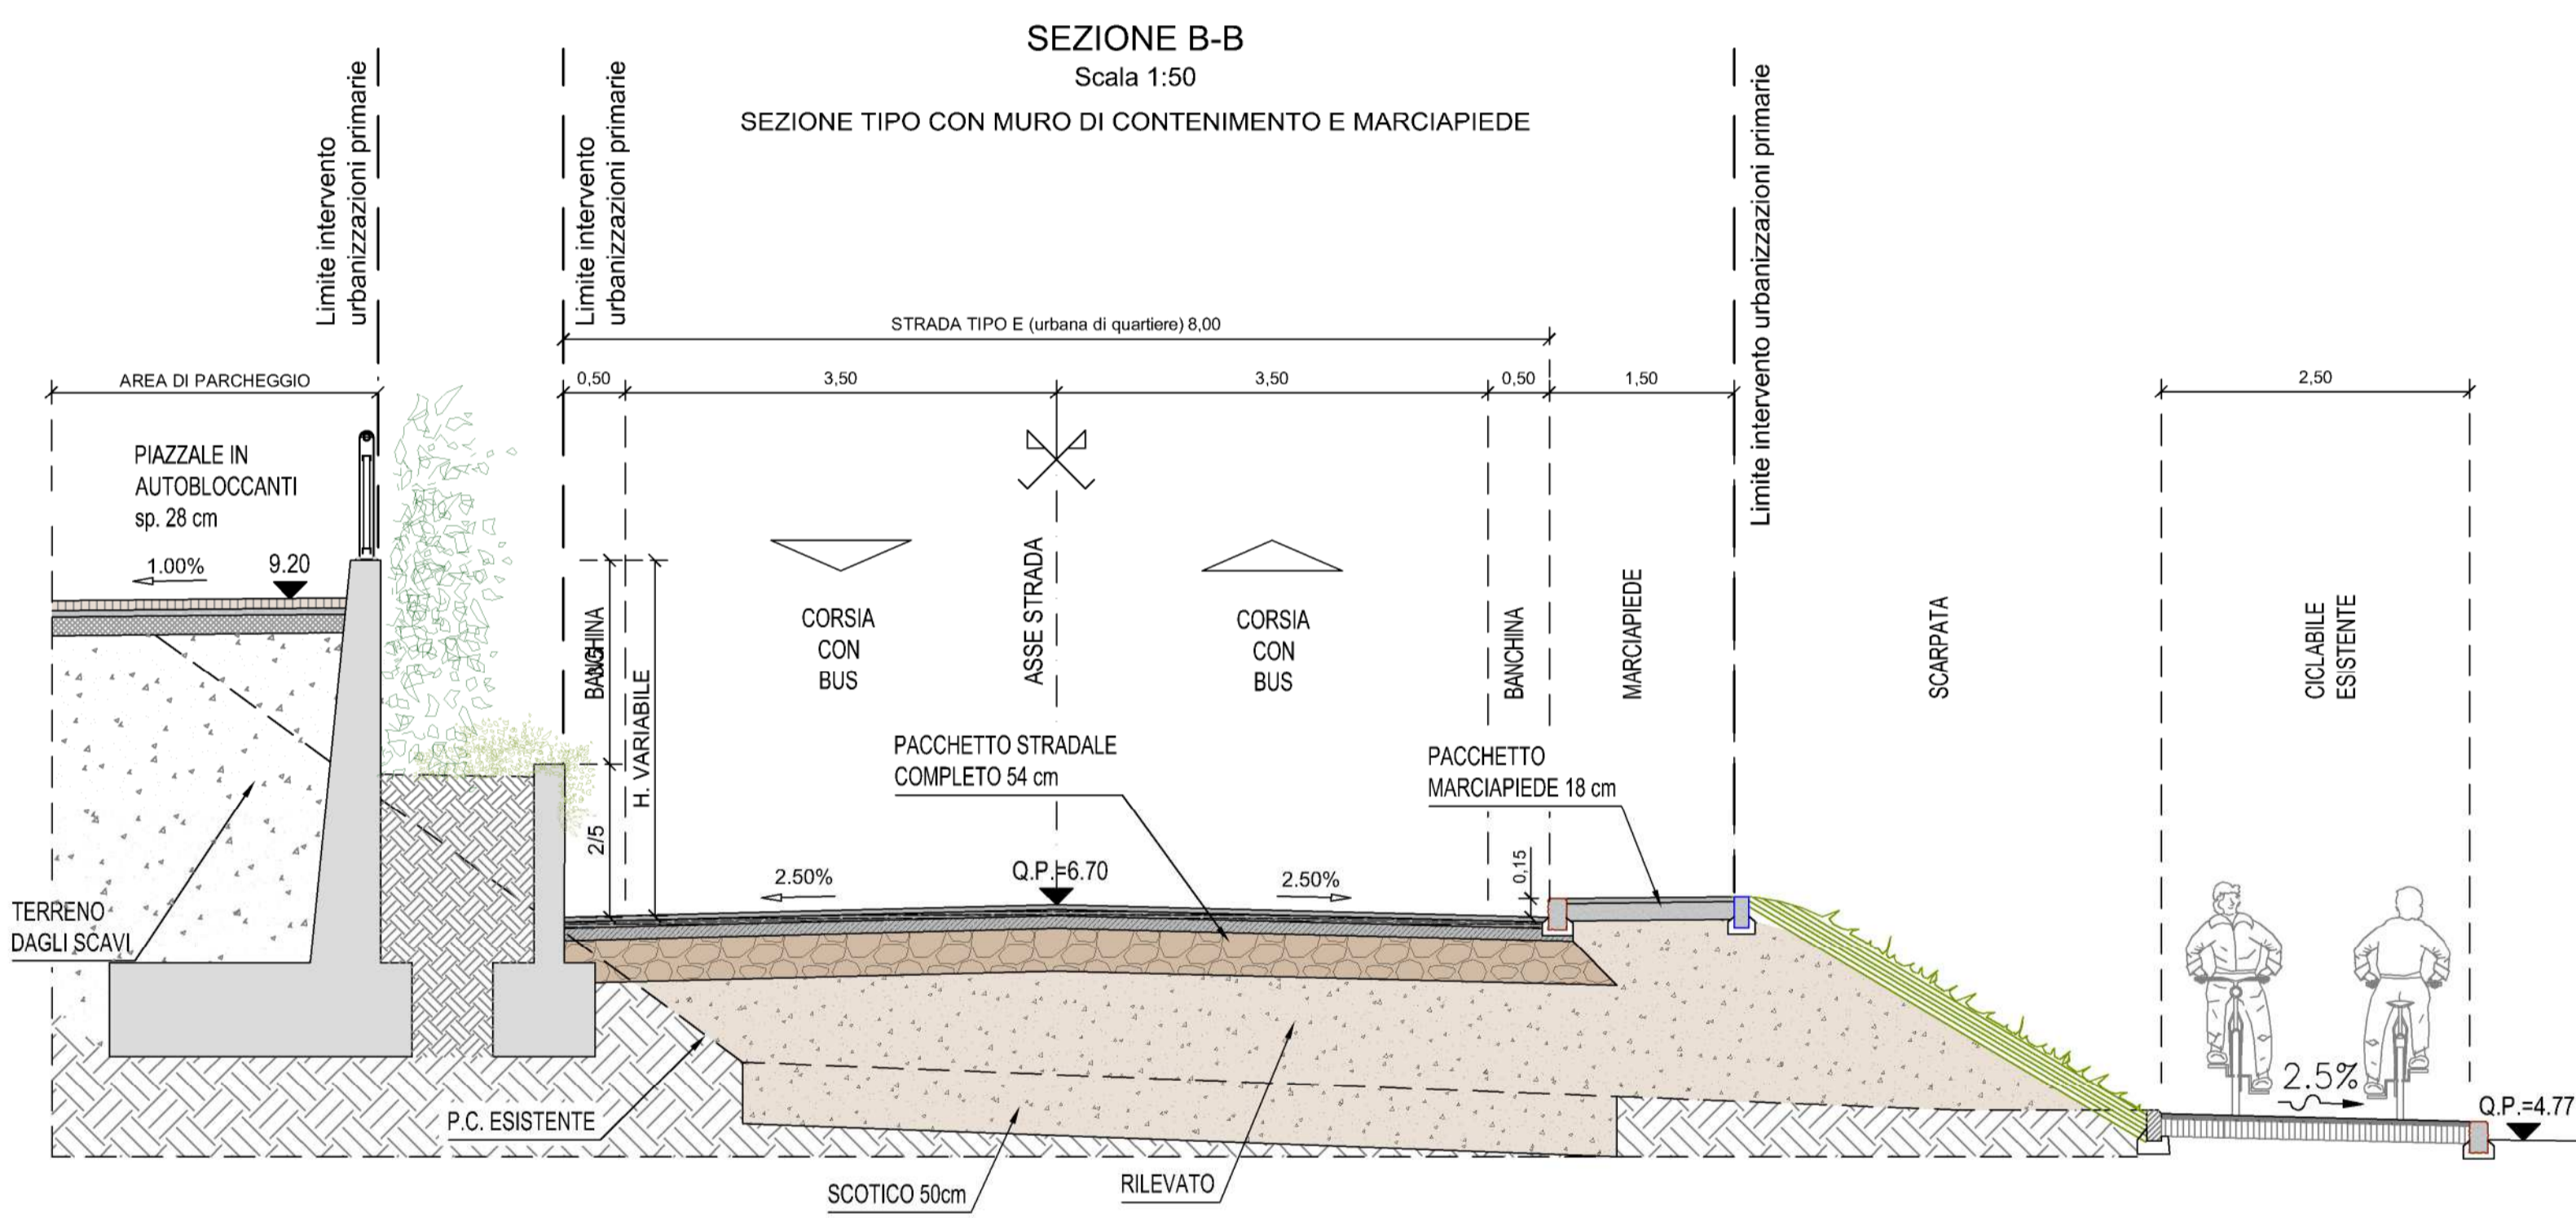 SEZIONE B-B
Scala 1:50
SEZIONE TIPO CON MURO DI CONTENIMENTO E MARCIAPIEDE
Limite intervento
urbanizzazioni primarie
Limite intervento
urbanizzazioni primarie
Limite intervento urbanizzazioni primarie
STRADA TIPO E (urbana di quartiere) 8,00
AREA DI PARCHEGGIO
0,50
3,50
3,50
0,50
1,50
2,50
PIAZZALE IN
AUTOBLOCCANTI
sp. 28 cm
1.00%
9.20
BANCHINA
2/5
H. VARIABILE
CORSIA
CON
BUS
ASSE STRADA
CORSIA
CON
BUS
BANCHINA
MARCIAPIEDE
SCARPATA
CICLABILE
ESISTENTE
PACCHETTO STRADALE
COMPLETO 54 cm
PACCHETTO
MARCIAPIEDE 18 cm
2.50%
Q.P.=6.70
2.50%
0,15
TERRENO
DAGLI SCAVI
P.C. ESISTENTE
SCOTICO 50cm
RILEVATO
2.5%
Q.P.=4.77